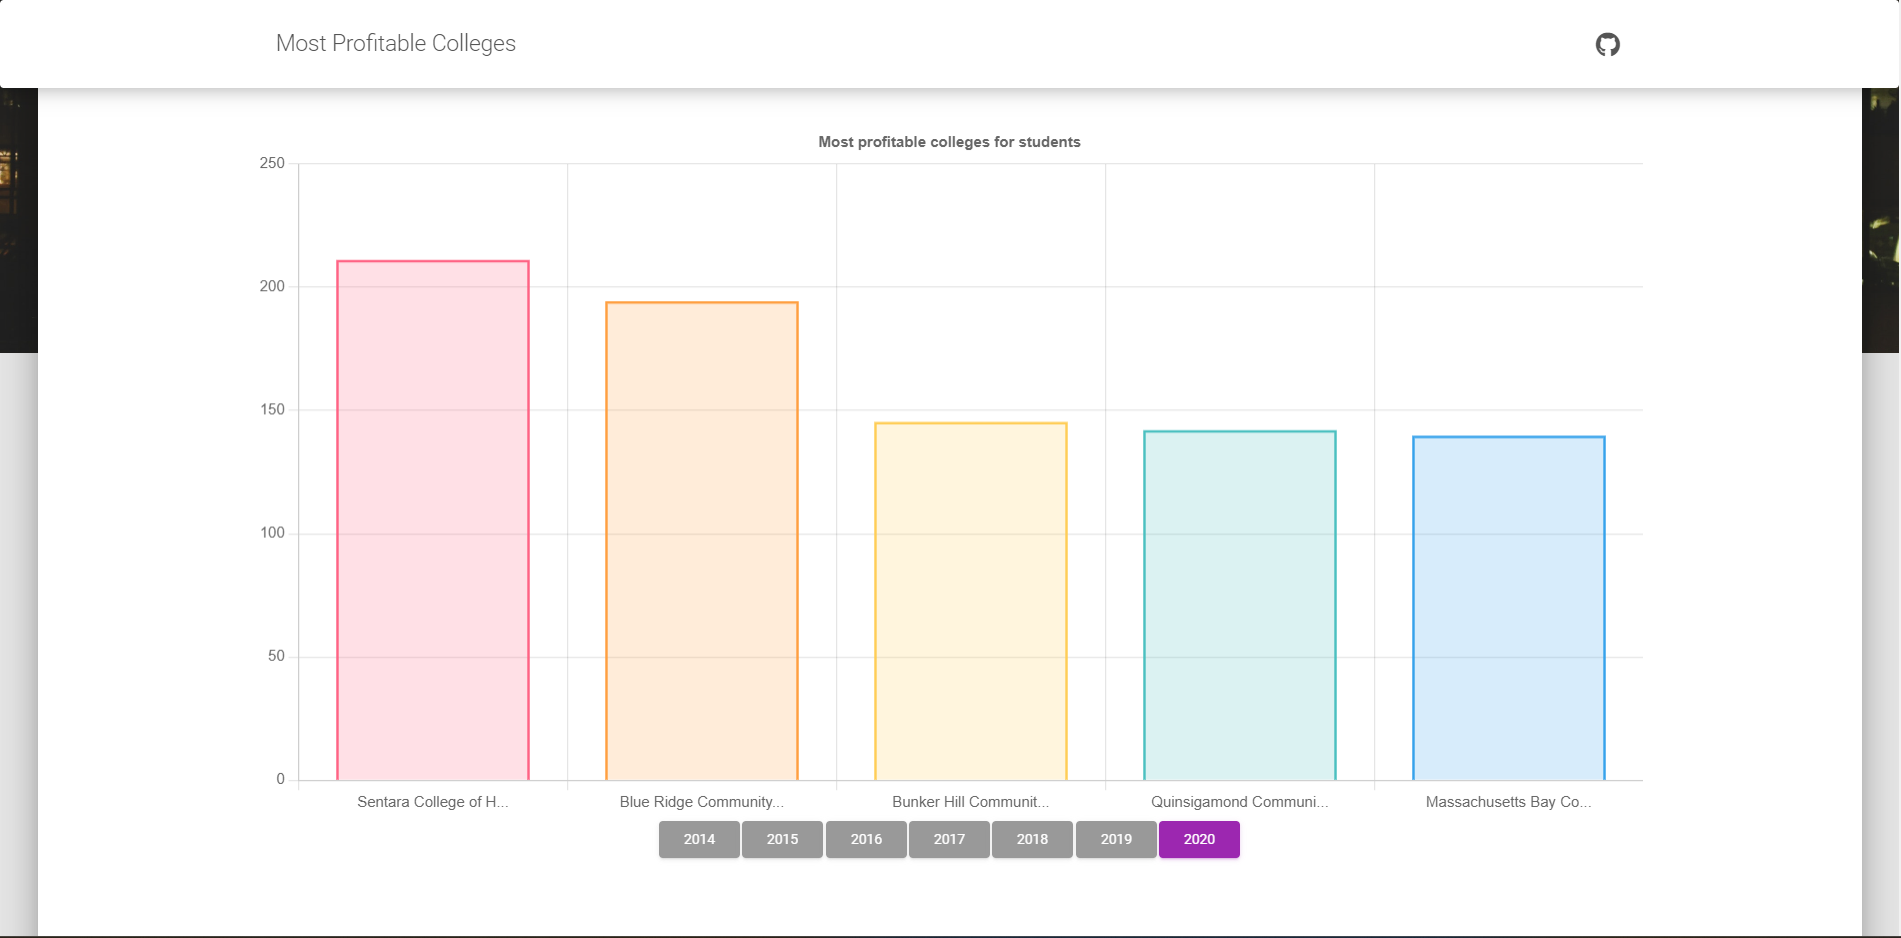 Most Profitable Colleges
Most profitable colleges for students
250
200
150
100
50
0
Sentara College of H... Blue Ridge Community... Bunker Hill Communit... Quinsigamond Communi... Massachusetts Bay Co...
2014 2015 2016 2017 2018 2019 2020